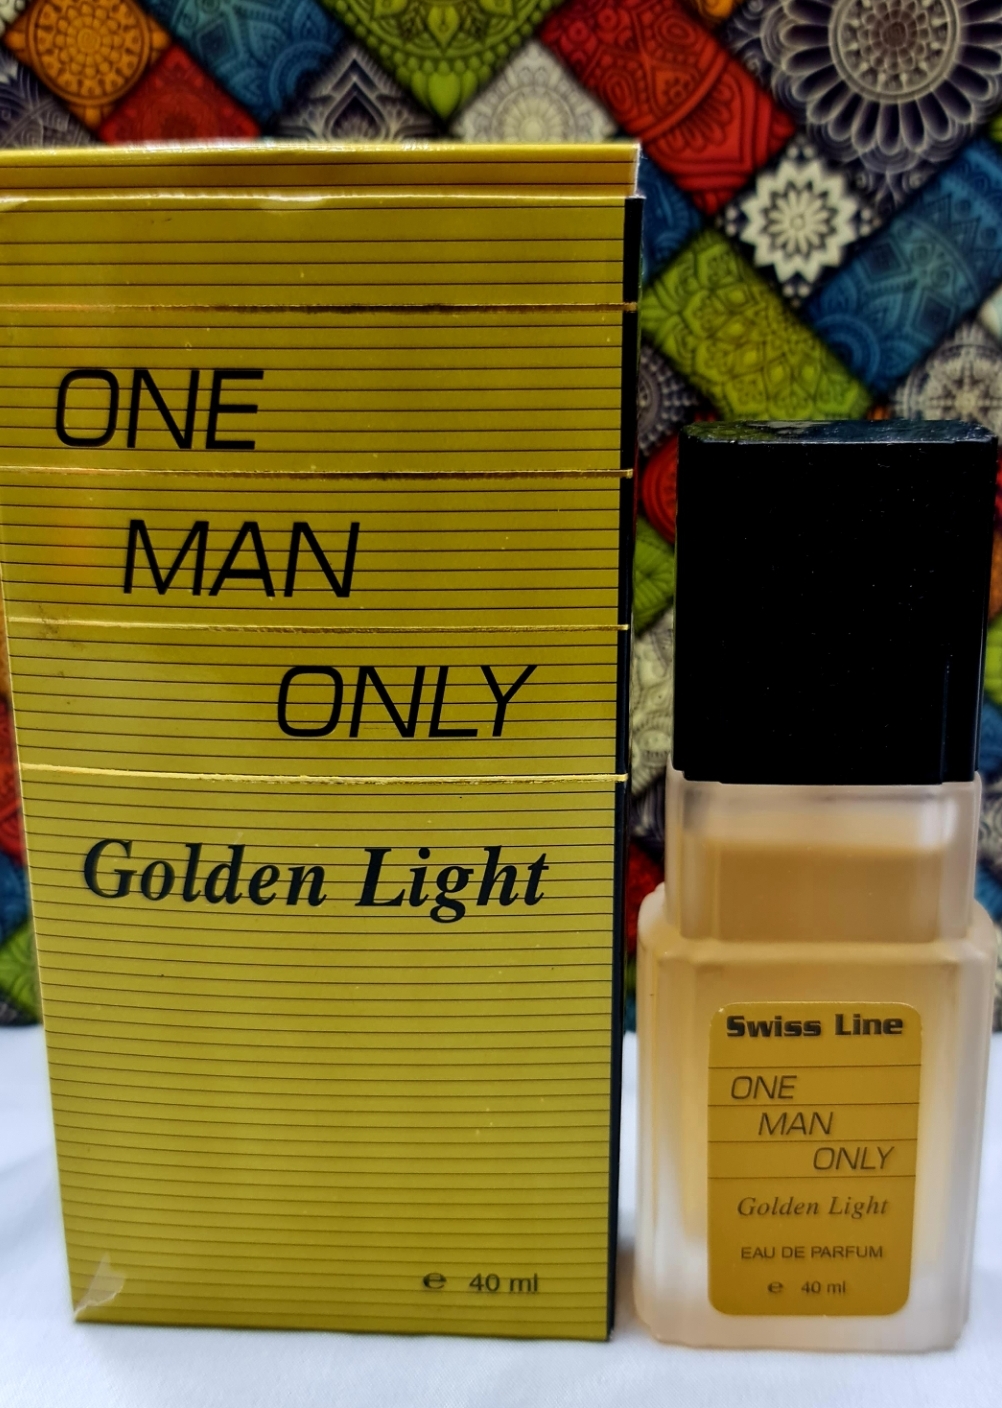 ONE
MAN
ONLY
Golden Light
℮ 40 ml
Swiss Line
ONE
MAN
ONLY
Golden Light
EAU DE PARFUM
℮ 40 ml